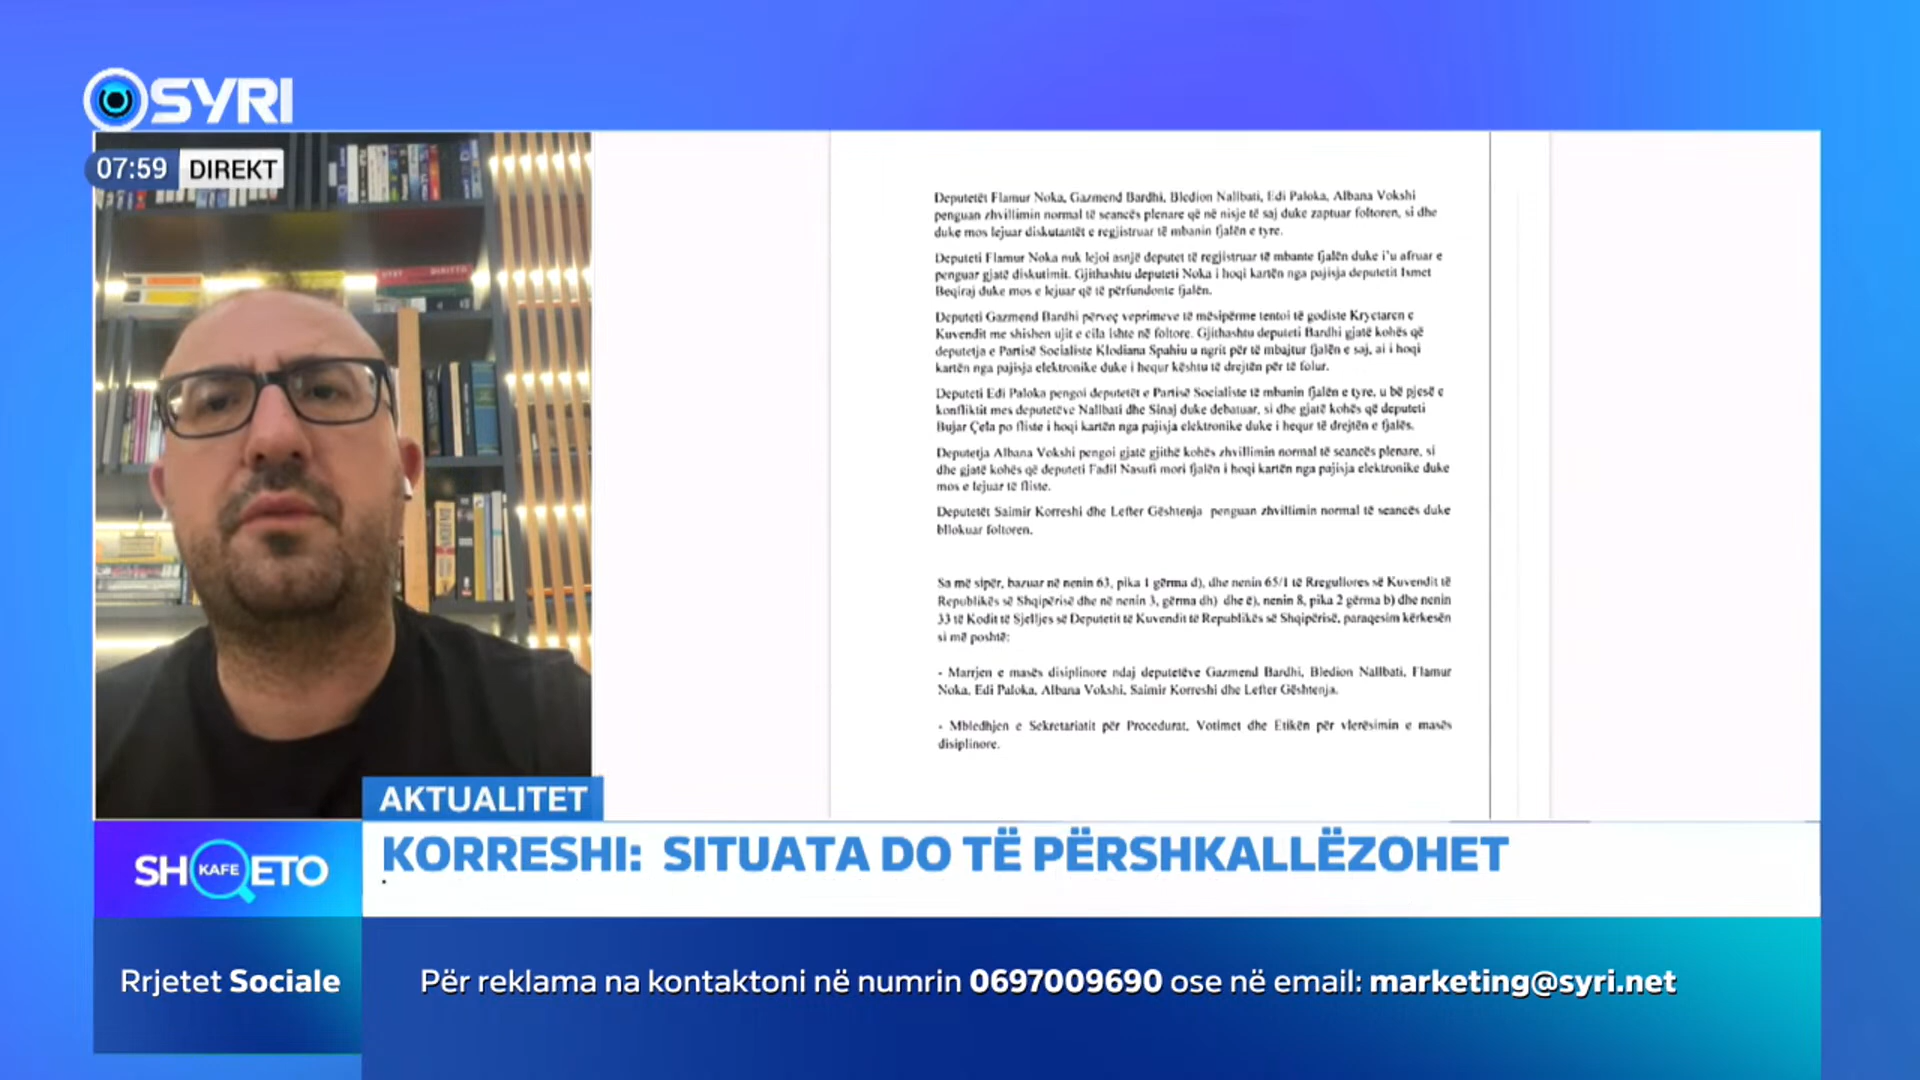 SYRI
07:59 DIREKT
Deputetët Flamur Noka, Gazmend Bardhi, Bledion Nallbati, Edi Paloka, Albana Vokshi
penguan zhvillimin normal të seancës plenare që në nisje të saj duke zaptuar foltoren, si dhe
duke mos lejuar diskutantët e regjistruar të mbanin fjalën e tyre.
Deputeti Flamur Noka nuk lejoi asnjë deputet të regjistruar të mbante fjalën duke i'u afruar e
penguar gjatë diskutimit. Gjithashtu deputeti Noka i hoqi kartën nga pajisja deputetit Ismet
Beqiraj duke mos e lejuar që të përfundonte fjalën.
Deputeti Gazmend Bardhi përveç veprimeve të mësipërme tentoi të godiste Kryetaren e
Kuvendit me shishen ujit e cila ishte në foltore. Gjithashtu deputeti Bardhi gjatë kohës që
deputetja e Partisë Socialiste Klodiana Spahiu u ngrit për të mbajtur fjalën e saj, ai i hoqi
kartën nga pajisja elektronike duke i hequr kështu të drejtën për të folur.
Deputeti Edi Paloka pengoi deputetët e Partisë Socialiste të mbanin fjalën e tyre, u bë pjesë e
konfliktit mes deputetëve Nallbati dhe Sinaj duke debatuar, si dhe gjatë kohës që deputeti
Bujar Çela po fliste i hoqi kartën nga pajisja elektronike duke i hequr të drejtën e fjalës.
Deputetja Albana Vokshi pengoi gjatë gjithë kohës zhvillimin normal të seancës plenare, si
dhe gjatë kohës që deputeti Fadil Nasufi mori fjalën i hoqi kartën nga pajisja elektronike duke
mos e lejuar të fliste.
Deputetët Saimir Korreshi dhe Lefter Gështenja penguan zhvillimin normal të seancës duke
bllokuar foltoren.
Sa më sipër, bazuar në nenin 63, pika 1 gërma d), dhe nenin 65/1 të Rregullores së Kuvendit të
Republikës së Shqipërisë dhe në nenin 3, gërma dh) dhe ë), nenin 8, pika 2 gërma b) dhe nenin
33 të Kodit të Sjelljes së Deputetit të Kuvendit të Republikës së Shqipërisë, paraqesim kërkesën
si më poshtë:
- Marrjen e masës disiplinore ndaj deputetëve Gazmend Bardhi, Bledion Nallbati, Flamur
Noka, Edi Paloka, Albana Vokshi, Saimir Korreshi dhe Lefter Gështenja.
- Mbledhjen e Sekretariatit për Procedurat, Votimet dhe Etikën për vlerësimin e masës
disiplinore.
AKTUALITET
KORRESHI: SITUATA DO TË PËRSHKALLËZOHET
.
SHQETO
KAFE
Rrjetet Sociale
Për reklama na kontaktoni në numrin 0697009690 ose në email: marketing@syri.net